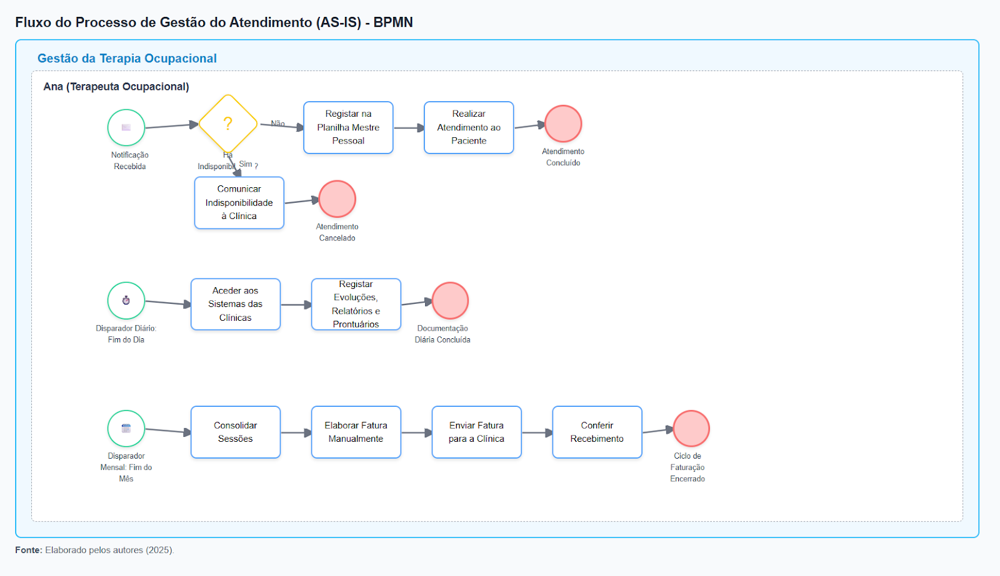 Fluxo do Processo de Gestão do Atendimento (AS-IS) - BPMN
Gestão da Terapia Ocupacional
Ana (Terapeuta Ocupacional)
Notificação
Recebida
?
Há
Indisponibil
?
Não
Sim
Registar na
Planilha Mestre
Pessoal
Realizar
Atendimento ao
Paciente
Atendimento
Concluído
Comunicar
Indisponibilidade
à Clínica
Atendimento
Cancelado
Disparador Diário:
Fim do Dia
Aceder aos
Sistemas das
Clínicas
Registar
Evoluções,
Relatórios e
Prontuários
Documentação
Diária Concluída
Disparador
Mensal: Fim do
Mês
Consolidar
Sessões
Elaborar Fatura
Manualmente
Enviar Fatura
para a Clínica
Conferir
Recebimento
Ciclo de
Faturação
Encerrado
Fonte: Elaborado pelos autores (2025).